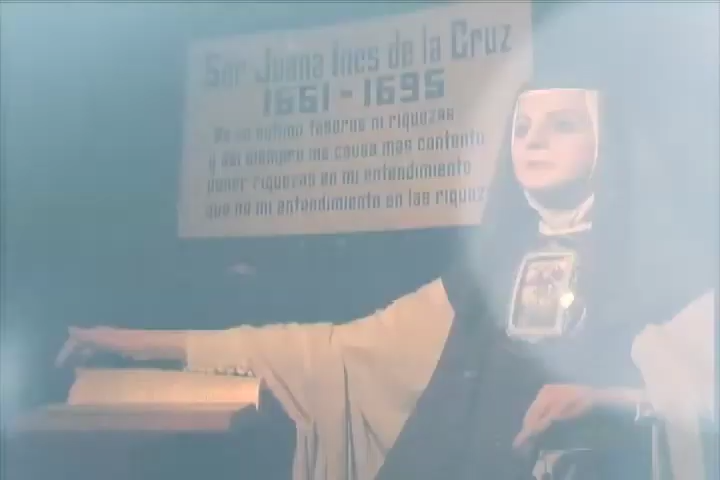 Sor Juana Ines de la Cruz
1651 - 1695
Yo no estimo tesoros ni riquezas
y asi siempre me causa mas contento
poner riquezas en mi entendimiento
que no mi entendimiento en las riquezas